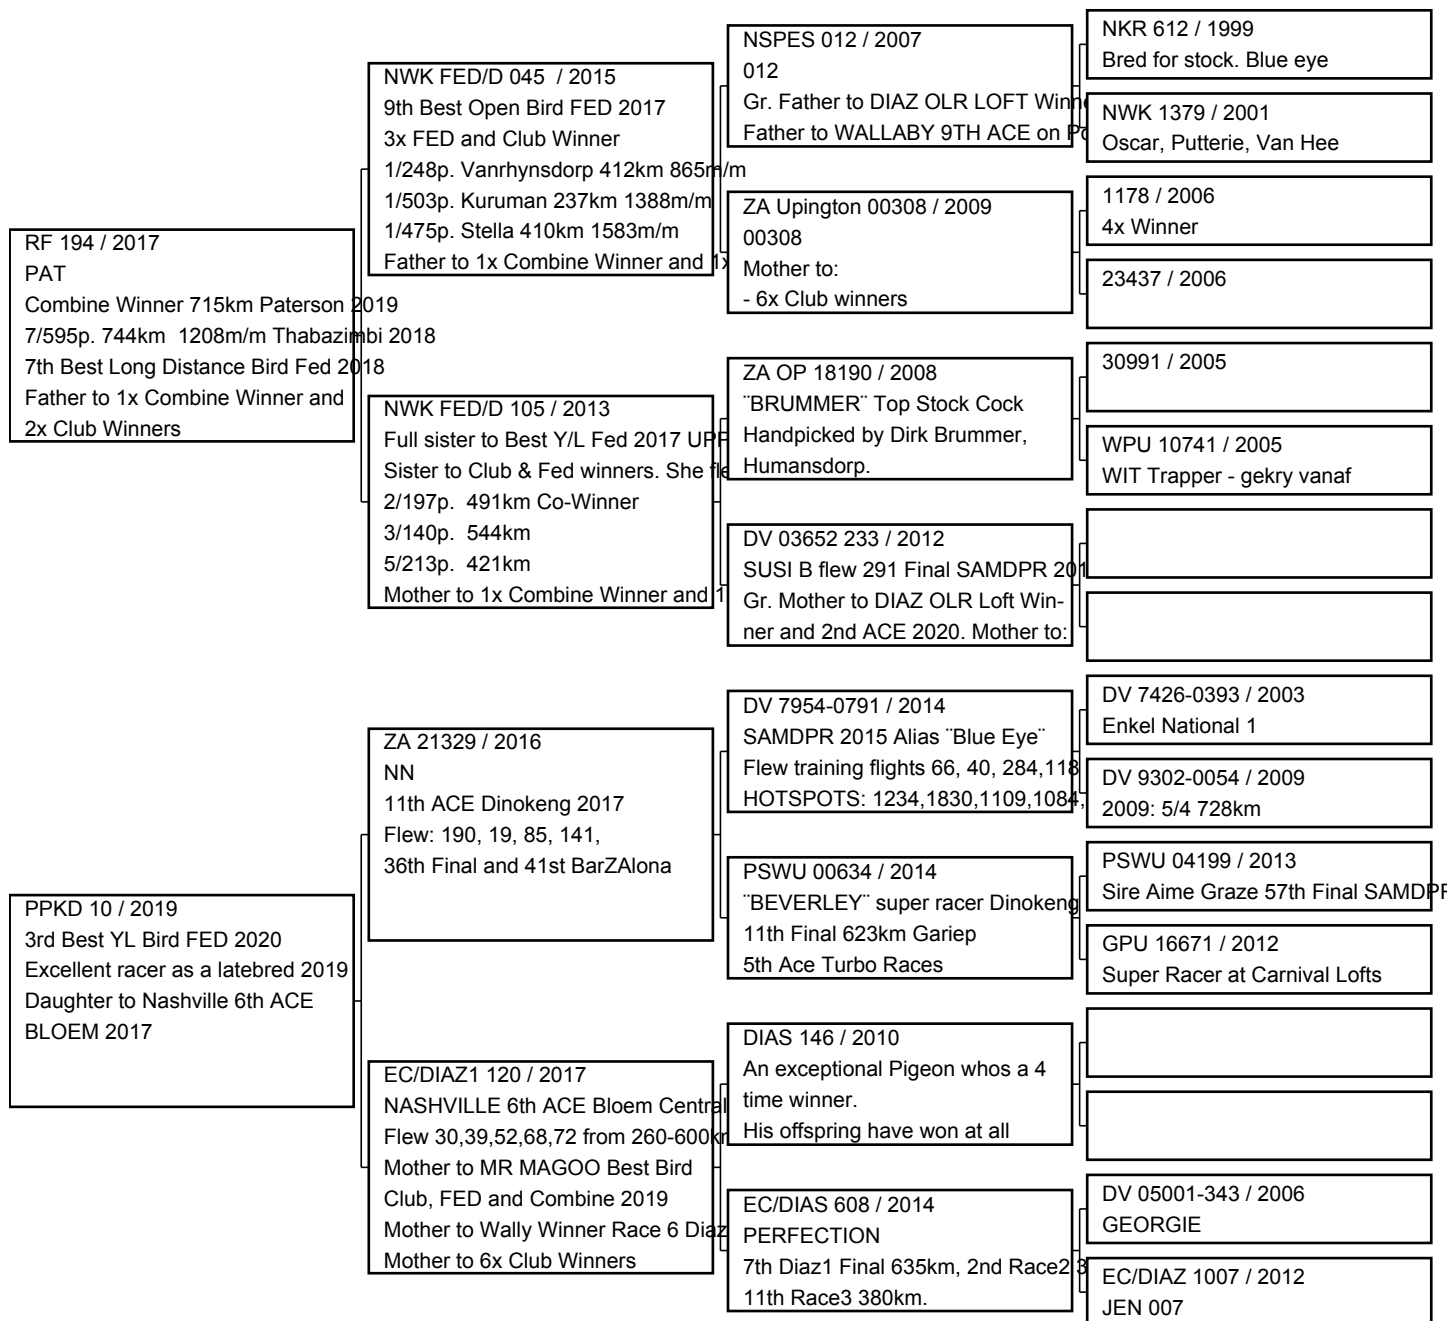 RF 194 / 2017
PAT
Combine Winner 715km Paterson 2019
7/595p. 744km  1208m/m Thabazimbi 2018
7th Best Long Distance Bird Fed 2018
Father to 1x Combine Winner and
2x Club Winners
PPKD 10 / 2019
3rd Best YL Bird FED 2020
Excellent racer as a latebred 2019
Daughter to Nashville 6th ACE
BLOEM 2017
NWK FED/D 045  / 2015
9th Best Open Bird FED 2017
3x FED and Club Winner
1/248p. Vanrhynsdorp 412km 865m/m
1/503p. Kuruman 237km 1388m/m
1/475p. Stella 410km 1583m/m
Father to 1x Combine Winner and 1x
NWK FED/D 105 / 2013
Full sister to Best Y/L Fed 2017 UPP
Sister to Club & Fed winners. She fle
2/197p.  491km Co-Winner
3/140p.  544km
5/213p.  421km
Mother to 1x Combine Winner and 1
ZA 21329 / 2016
NN
11th ACE Dinokeng 2017
Flew: 190, 19, 85, 141,
36th Final and 41st BarZAlona
EC/DIAZ1 120 / 2017
NASHVILLE 6th ACE Bloem Central
Flew 30,39,52,68,72 from 260-600km
Mother to MR MAGOO Best Bird
Club, FED and Combine 2019
Mother to Wally Winner Race 6 Diaz
Mother to 6x Club Winners
NSPES 012 / 2007
012
Gr. Father to DIAZ OLR LOFT Winne
Father to WALLABY 9TH ACE on Po
ZA Upington 00308 / 2009
00308
Mother to:
- 6x Club winners
ZA OP 18190 / 2008
¨BRUMMER¨ Top Stock Cock
Handpicked by Dirk Brummer,
Humansdorp.
DV 03652 233 / 2012
SUSI B flew 291 Final SAMDPR 201
Gr. Mother to DIAZ OLR Loft Win-
ner and 2nd ACE 2020. Mother to:
DV 7954-0791 / 2014
SAMDPR 2015 Alias ¨Blue Eye¨
Flew training flights 66, 40, 284,118
HOTSPOTS: 1234,1830,1109,1084,
PSWU 00634 / 2014
¨BEVERLEY¨ super racer Dinokeng
11th Final 623km Gariep
5th Ace Turbo Races
DIAS 146 / 2010
An exceptional Pigeon whos a 4
time winner.
His offspring have won at all
EC/DIAS 608 / 2014
PERFECTION
7th Diaz1 Final 635km, 2nd Race2 3
11th Race3 380km.
NKR 612 / 1999
Bred for stock. Blue eye
NWK 1379 / 2001
Oscar, Putterie, Van Hee
1178 / 2006
4x Winner
23437 / 2006
30991 / 2005
WPU 10741 / 2005
WIT Trapper - gekry vanaf
DV 7426-0393 / 2003
Enkel National 1
DV 9302-0054 / 2009
2009: 5/4 728km
PSWU 04199 / 2013
Sire Aime Graze 57th Final SAMDPR
GPU 16671 / 2012
Super Racer at Carnival Lofts
DV 05001-343 / 2006
GEORGIE
EC/DIAZ 1007 / 2012
JEN 007